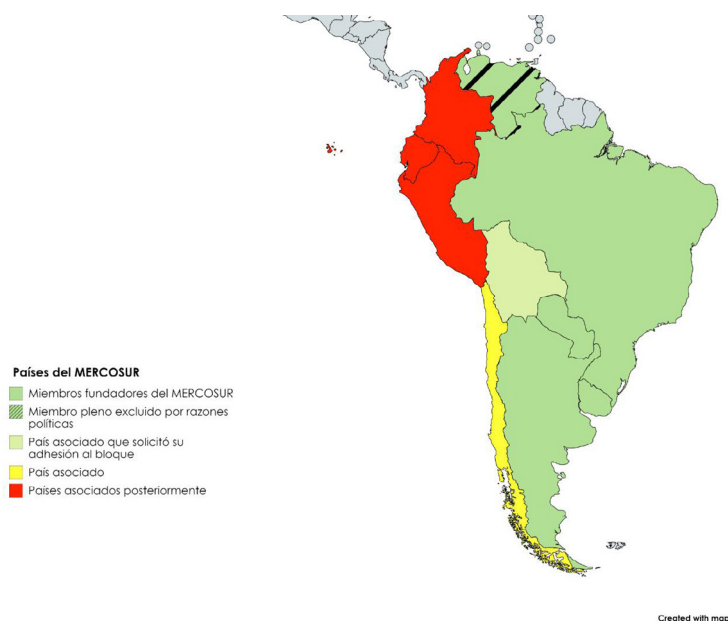 Países del MERCOSUR
Miembros fundadores del MERCOSUR
Miembro pleno excluido por razones
políticas
País asociado que solicitó su
adhesión al bloque
País asociado
Países asociados posteriormente
Created with map